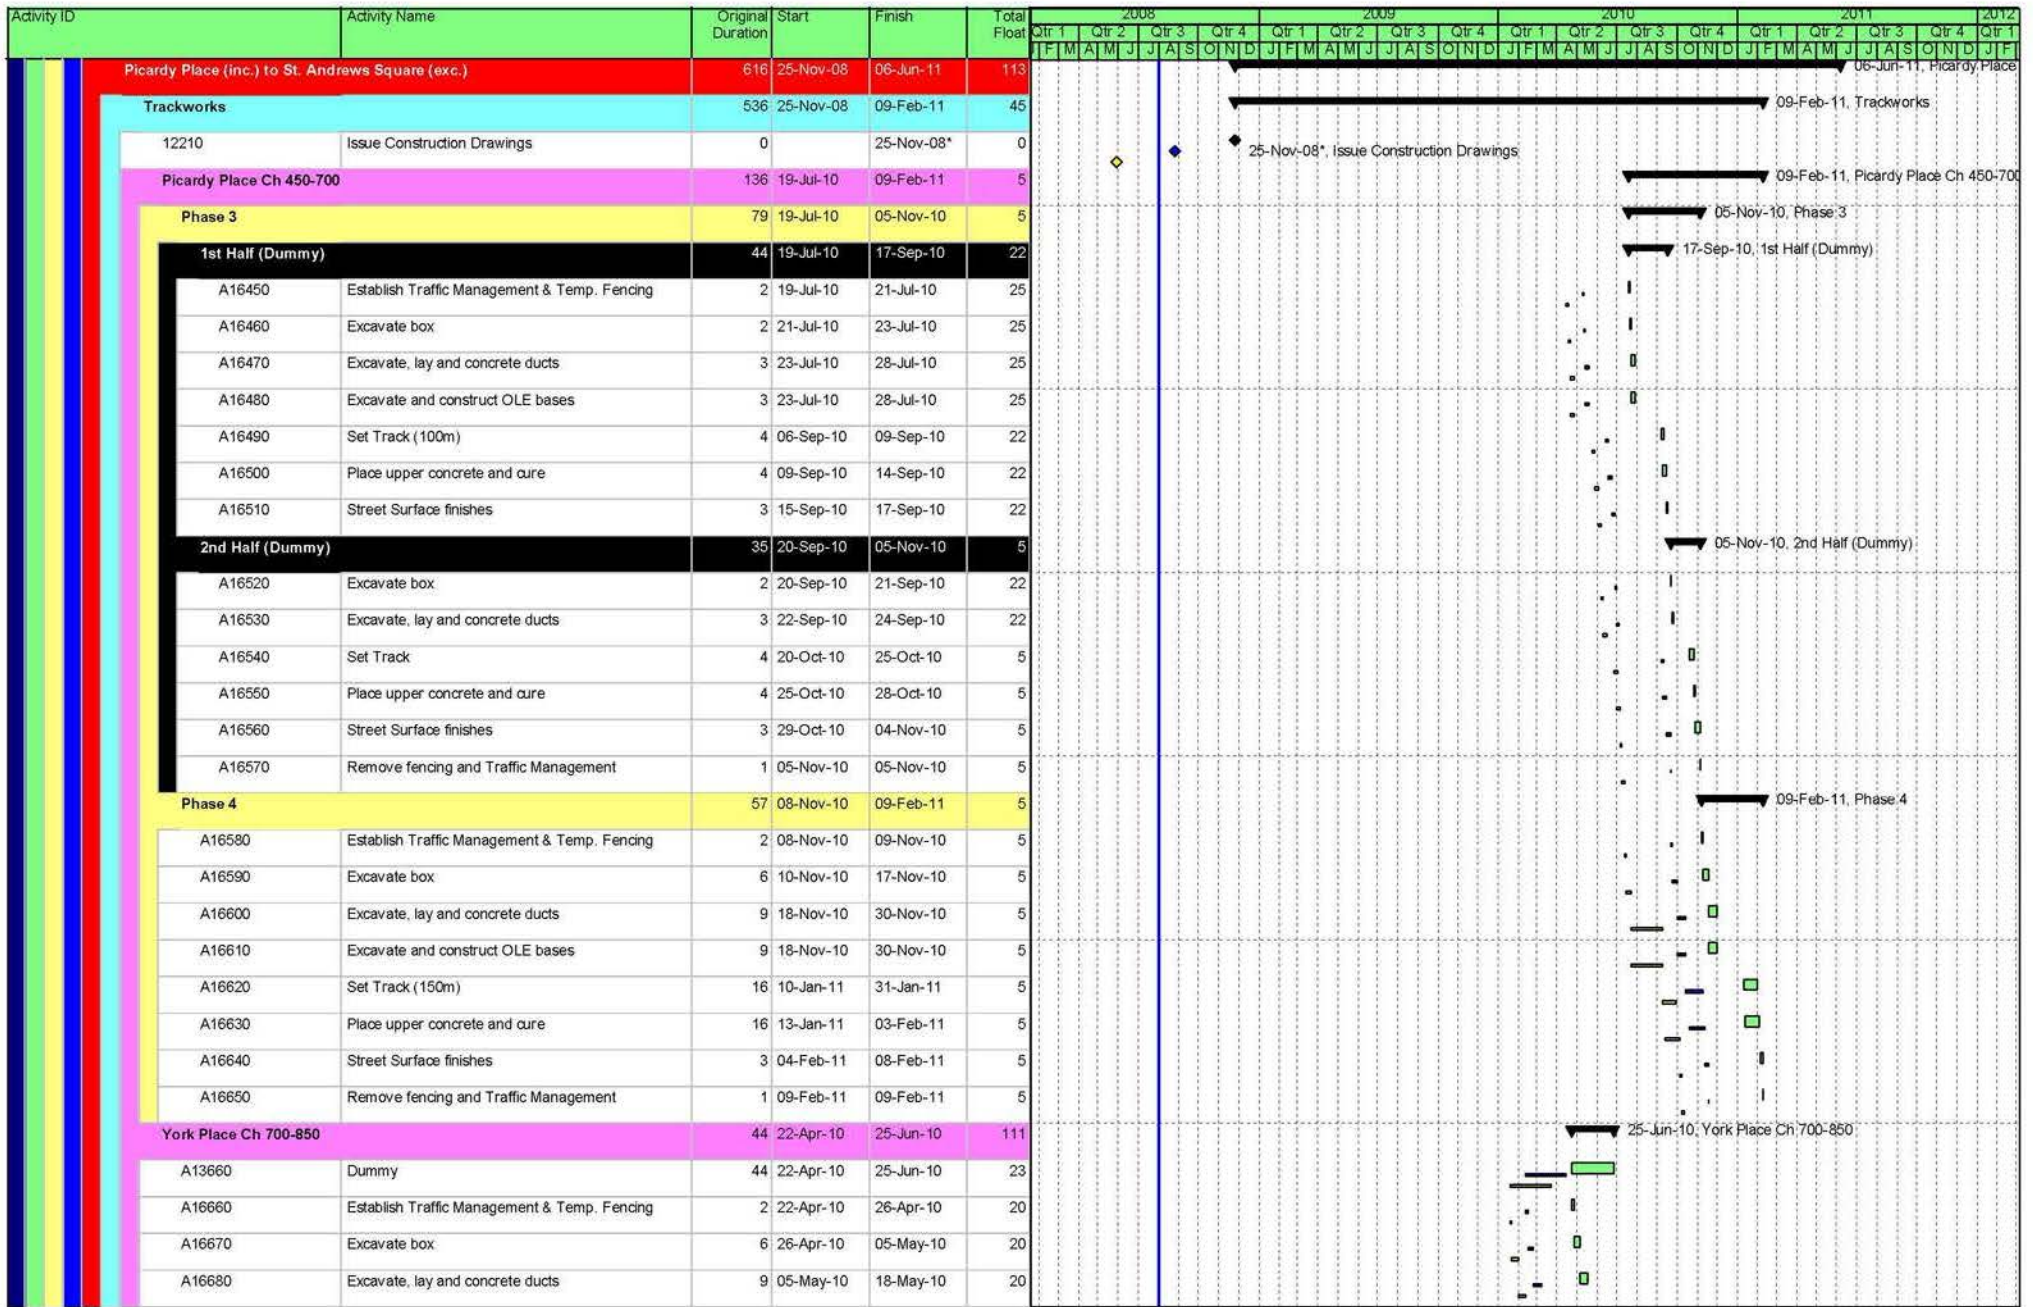 Activity ID Activity Name Original Duration Start Finish Total Float
2008 2009 2010 2011 2012
Qtr 1 Qtr 2 Qtr 3 Qtr 4 Qtr 1 Qtr 2 Qtr 3 Qtr 4 Qtr 1 Qtr 2 Qtr 3 Qtr 4 Qtr 1 Qtr 2 Qtr 3 Qtr 4 Qtr 1
F M A M J J A S O N D J F M A M J J A S O N D J F M A M J J A S O N D J F M A M J J A S O N D J F
Picardy Place (inc.) to St. Andrews Square (exc.) 616 25-Nov-08 06-Jun-11 113 06-Jun-11, Picardy Place
Trackworks 536 25-Nov-08 09-Feb-11 45 09-Feb-11, Trackworks
12210 Issue Construction Drawings 0 25-Nov-08* 0 25-Nov-08*, Issue Construction Drawings
Picardy Place Ch 450-700 136 19-Jul-10 09-Feb-11 5 09-Feb-11, Picardy Place Ch 450-700
Phase 3 79 19-Jul-10 05-Nov-10 5 05-Nov-10, Phase 3
1st Half (Dummy) 44 19-Jul-10 17-Sep-10 22 17-Sep-10, 1st Half (Dummy)
A16450 Establish Traffic Management & Temp. Fencing 2 19-Jul-10 21-Jul-10 25
A16460 Excavate box 2 21-Jul-10 23-Jul-10 25
A16470 Excavate, lay and concrete ducts 3 23-Jul-10 28-Jul-10 25
A16480 Excavate and construct OLE bases 3 23-Jul-10 28-Jul-10 25
A16490 Set Track (100m) 4 06-Sep-10 09-Sep-10 22
A16500 Place upper concrete and cure 4 09-Sep-10 14-Sep-10 22
A16510 Street Surface finishes 3 15-Sep-10 17-Sep-10 22
2nd Half (Dummy) 35 20-Sep-10 05-Nov-10 5 05-Nov-10, 2nd Half (Dummy)
A16520 Excavate box 2 20-Sep-10 21-Sep-10 22
A16530 Excavate, lay and concrete ducts 3 22-Sep-10 24-Sep-10 22
A16540 Set Track 4 20-Oct-10 25-Oct-10 5
A16550 Place upper concrete and cure 4 25-Oct-10 28-Oct-10 5
A16560 Street Surface finishes 3 29-Oct-10 04-Nov-10 5
A16570 Remove fencing and Traffic Management 1 05-Nov-10 05-Nov-10 5
Phase 4 57 08-Nov-10 09-Feb-11 5 09-Feb-11, Phase 4
A16580 Establish Traffic Management & Temp. Fencing 2 08-Nov-10 09-Nov-10 5
A16590 Excavate box 6 10-Nov-10 17-Nov-10 5
A16600 Excavate, lay and concrete ducts 9 18-Nov-10 30-Nov-10 5
A16610 Excavate and construct OLE bases 9 18-Nov-10 30-Nov-10 5
A16620 Set Track (150m) 16 10-Jan-11 31-Jan-11 5
A16630 Place upper concrete and cure 16 13-Jan-11 03-Feb-11 5
A16640 Street Surface finishes 3 04-Feb-11 08-Feb-11 5
A16650 Remove fencing and Traffic Management 1 09-Feb-11 09-Feb-11 5
York Place Ch 700-850 44 22-Apr-10 25-Jun-10 111 25-Jun-10, York Place Ch 700-850
A13660 Dummy 44 22-Apr-10 25-Jun-10 23
A16660 Establish Traffic Management & Temp. Fencing 2 22-Apr-10 26-Apr-10 20
A16670 Excavate box 6 26-Apr-10 05-May-10 20
A16680 Excavate, lay and concrete ducts 9 05-May-10 18-May-10 20